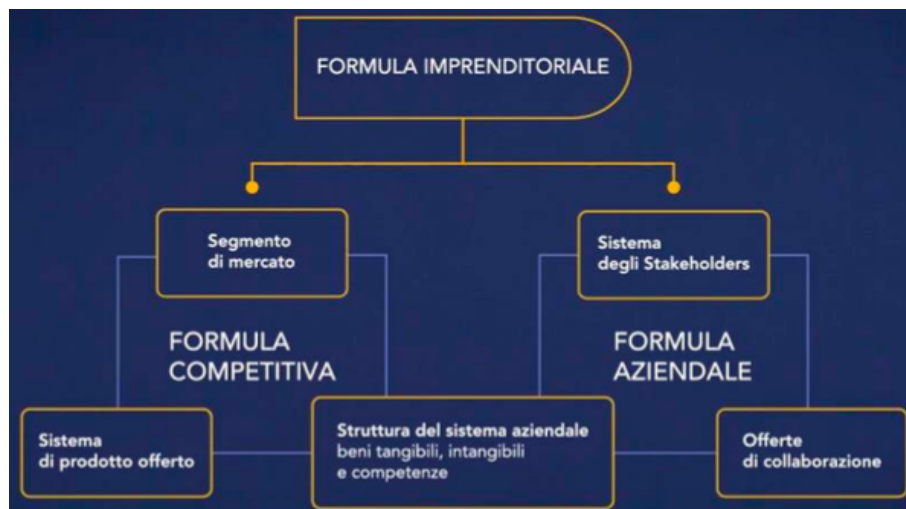 FORMULA IMPRENDITORIALE
Segmento
di mercato
Sistema
degli Stakeholders
FORMULA
COMPETITIVA
FORMULA
AZIENDALE
Sistema
di prodotto offerto
Struttura del sistema aziendale
beni tangibili, intangibili
e competenze
Offerte
di collaborazione